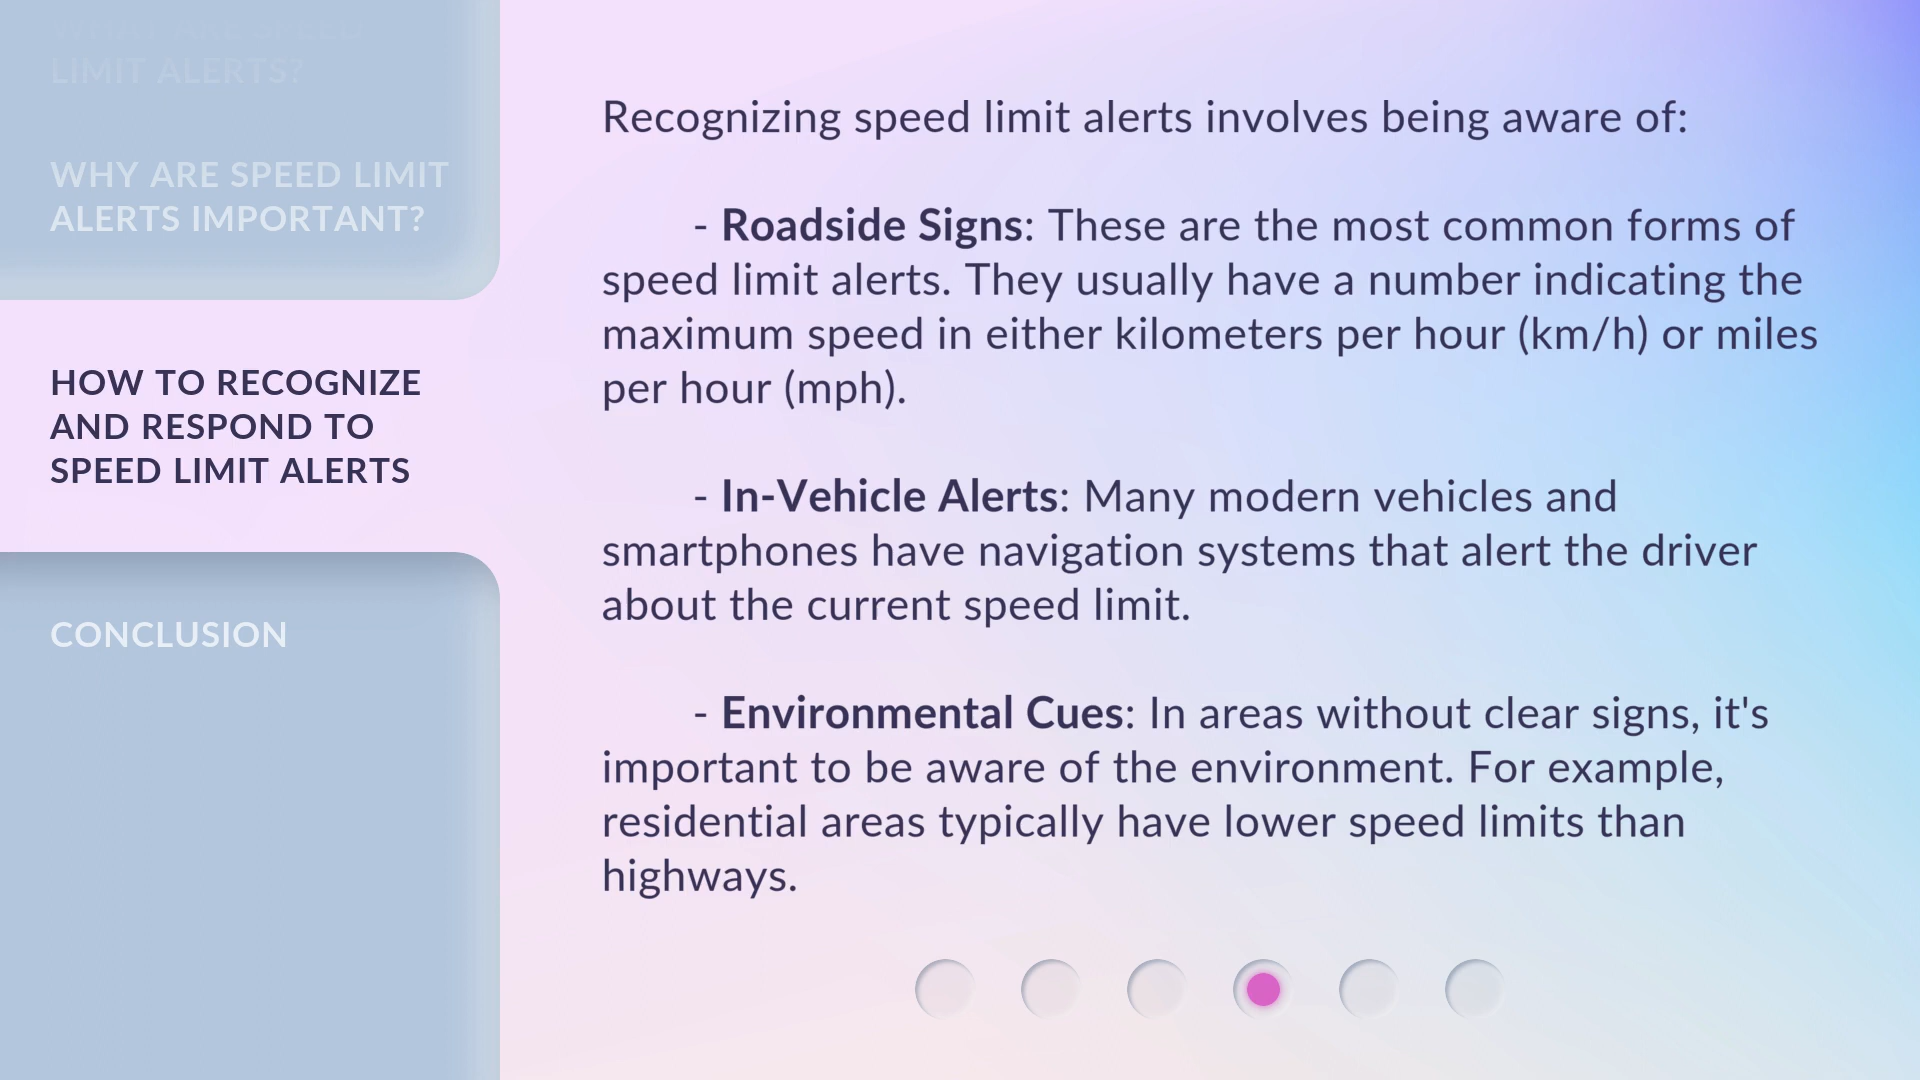 WHAT ARE SPEED
LIMIT ALERTS?
WHY ARE SPEED LIMIT
ALERTS IMPORTANT?
HOW TO RECOGNIZE
AND RESPOND TO
SPEED LIMIT ALERTS
CONCLUSION
Recognizing speed limit alerts involves being aware of:
- Roadside Signs: These are the most common forms of
speed limit alerts. They usually have a number indicating the
maximum speed in either kilometers per hour (km/h) or miles
per hour (mph).
- In-Vehicle Alerts: Many modern vehicles and
smartphones have navigation systems that alert the driver
about the current speed limit.
- Environmental Cues: In areas without clear signs, it's
important to be aware of the environment. For example,
residential areas typically have lower speed limits than
highways.